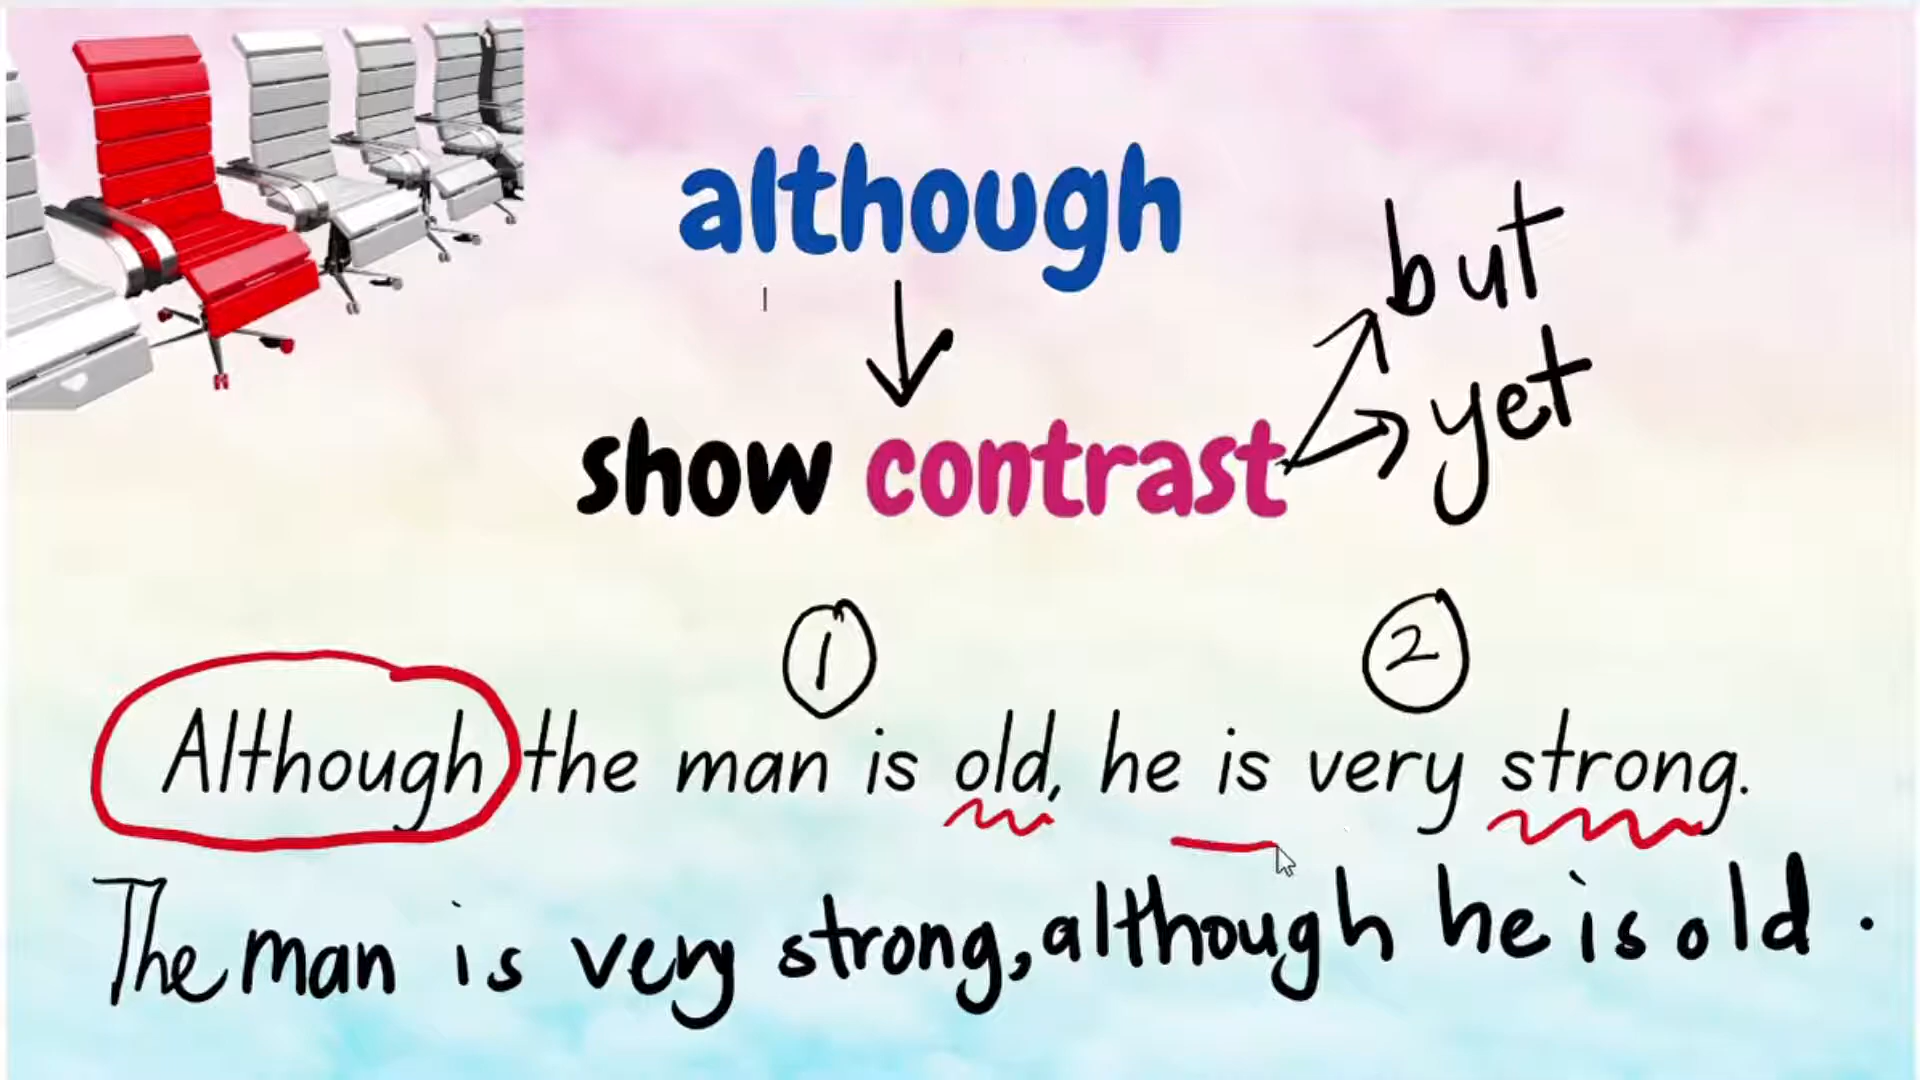 although
but
yet
show contrast
1 2
Although the man is old, he is very strong.
The man is very strong, although he is old.